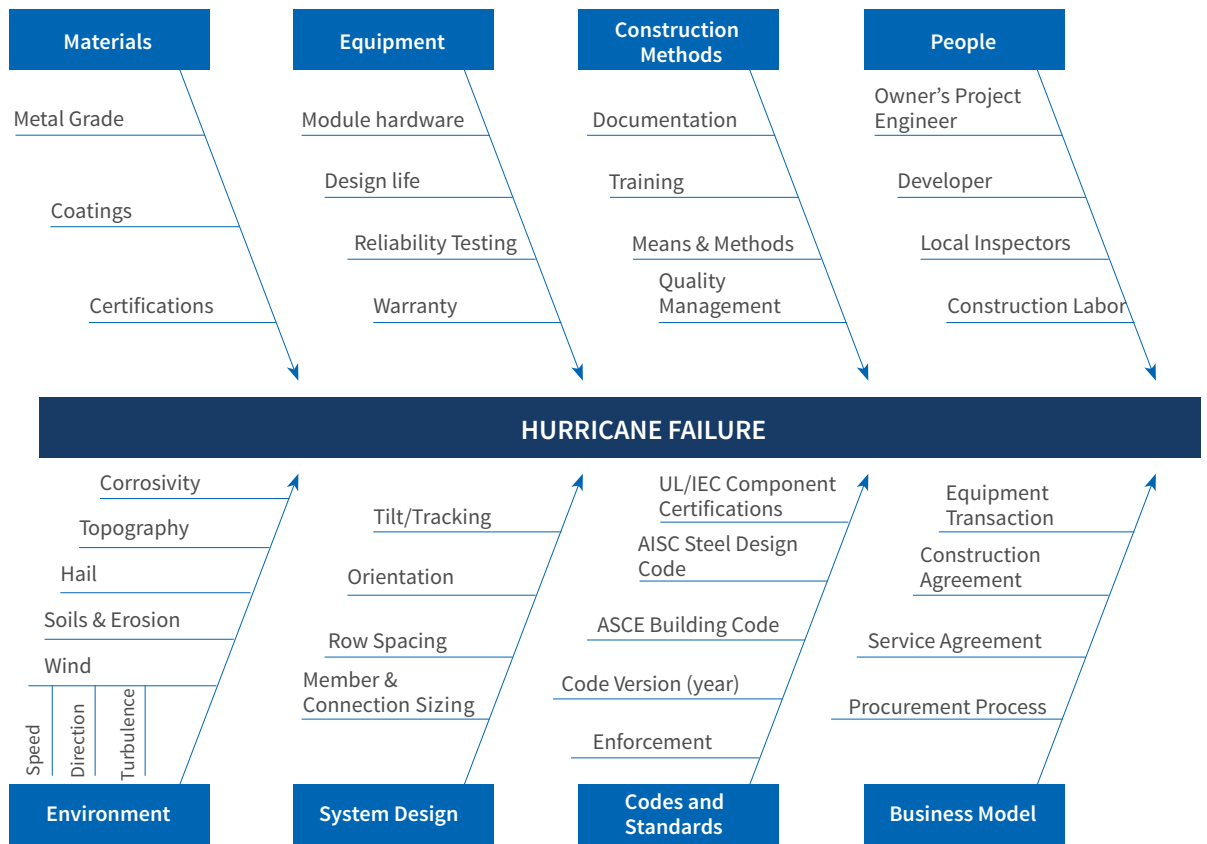 Materials
Metal Grade
Coatings
Certifications
Equipment
Module hardware
Design life
Reliability Testing
Warranty
Construction
Methods
Documentation
Training
Means & Methods
Quality
Management
People
Owner’s Project
Engineer
Developer
Local Inspectors
Construction Labor
HURRICANE FAILURE
Corrosivity
Topography
Hail
Soils & Erosion
Wind
Speed
Direction
Turbulence
Environment
Tilt/Tracking
Orientation
Row Spacing
Member &
Connection Sizing
System Design
UL/IEC Component
Certifications
AISC Steel Design
Code
ASCE Building Code
Code Version (year)
Enforcement
Codes and
Standards
Equipment
Transaction
Construction
Agreement
Service Agreement
Procurement Process
Business Model